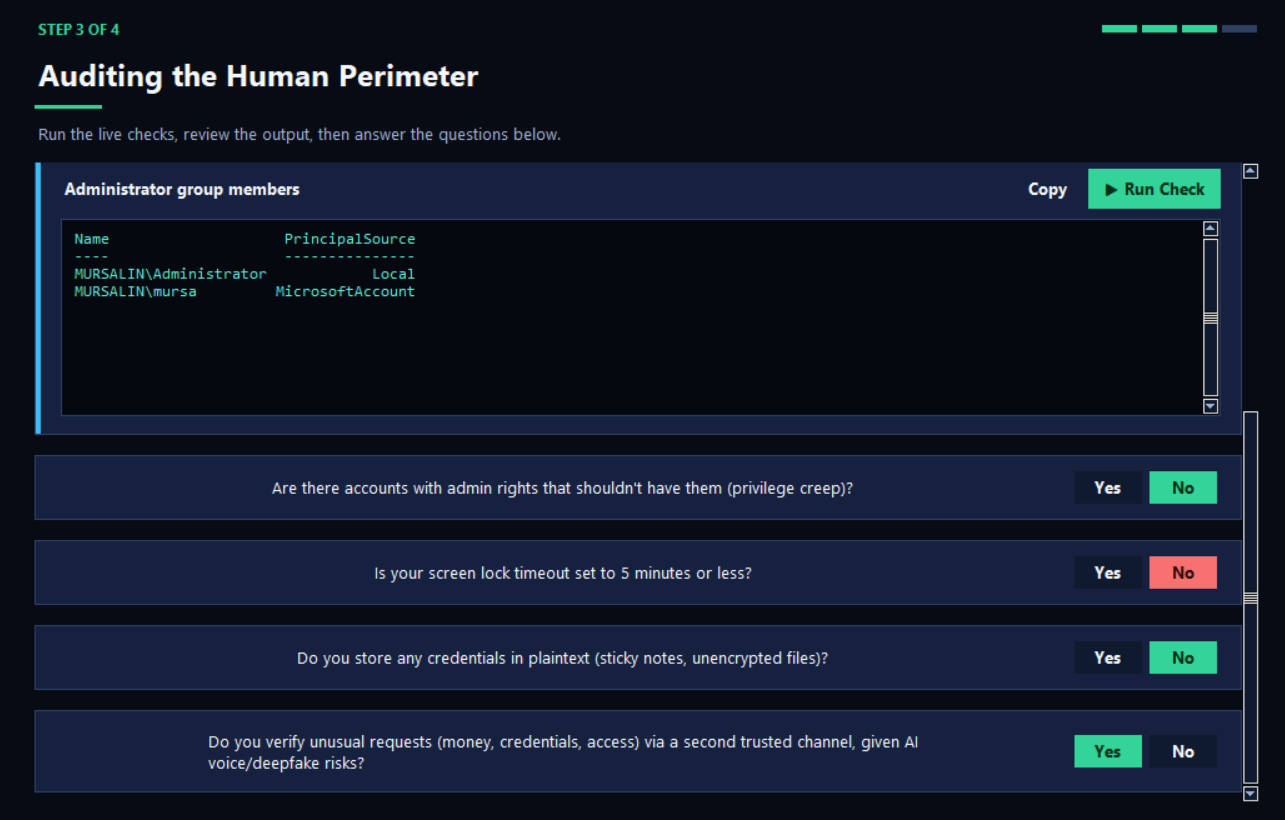 STEP 3 OF 4
Auditing the Human Perimeter
Run the live checks, review the output, then answer the questions below.
Administrator group members
Copy
▶ Run Check
Name PrincipalSource
---- ---------------
MURSALIN\Administrator Local
MURSALIN\mursa MicrosoftAccount
Are there accounts with admin rights that shouldn't have them (privilege creep)? Yes No
Is your screen lock timeout set to 5 minutes or less? Yes No
Do you store any credentials in plaintext (sticky notes, unencrypted files)? Yes No
Do you verify unusual requests (money, credentials, access) via a second trusted channel, given AI
voice/deepfake risks?
Yes No